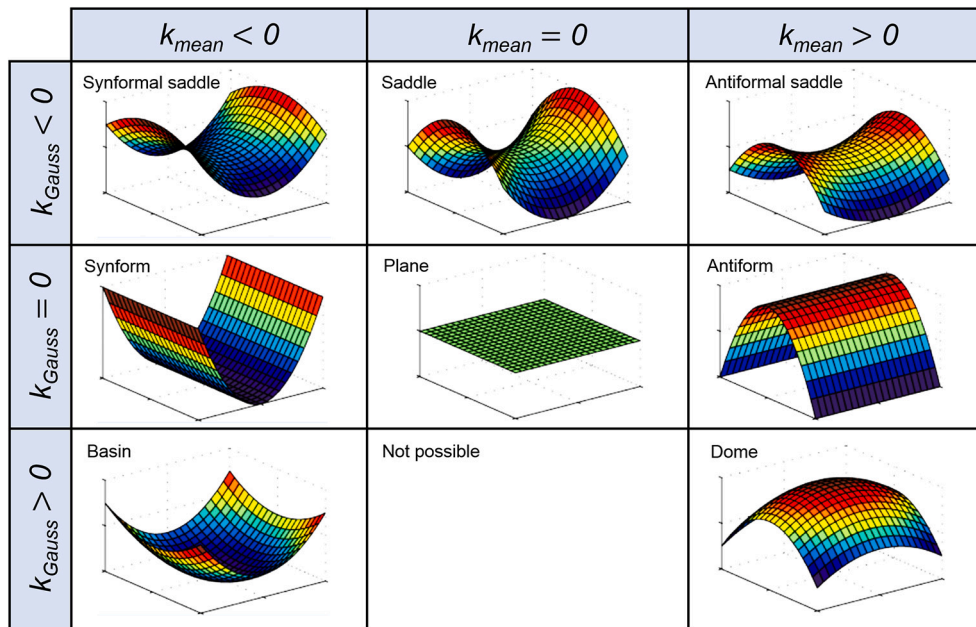 k_mean < 0
k_mean = 0
k_mean > 0
k_Gauss < 0
Synformal saddle
Saddle
Antiformal saddle
k_Gauss = 0
Synform
Plane
Antiform
k_Gauss > 0
Basin
Not possible
Dome